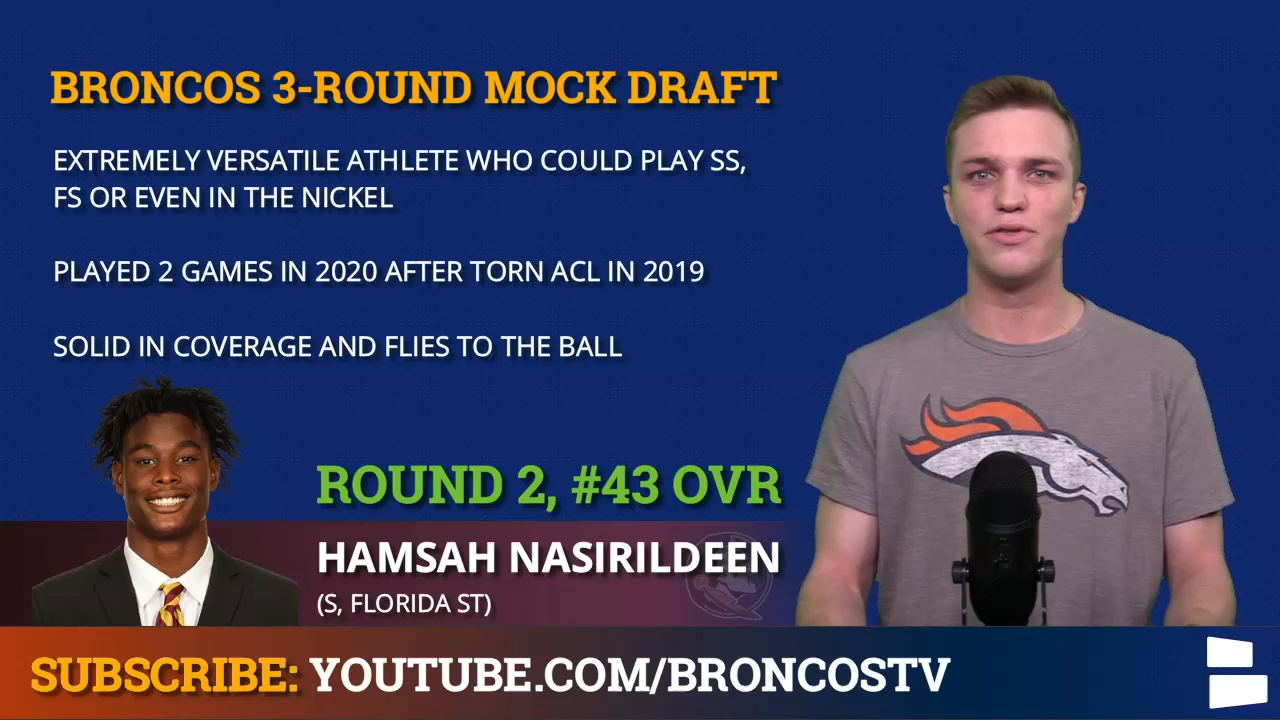 BRONCOS 3-ROUND MOCK DRAFT
EXTREMELY VERSATILE ATHLETE WHO COULD PLAY SS,
FS OR EVEN IN THE NICKEL
PLAYED 2 GAMES IN 2020 AFTER TORN ACL IN 2019
SOLID IN COVERAGE AND FLIES TO THE BALL
ROUND 2, #43 OVR
HAMSAH NASIRILDEEN
(S, FLORIDA ST)
SUBSCRIBE: YOUTUBE.COM/BRONCOSTV